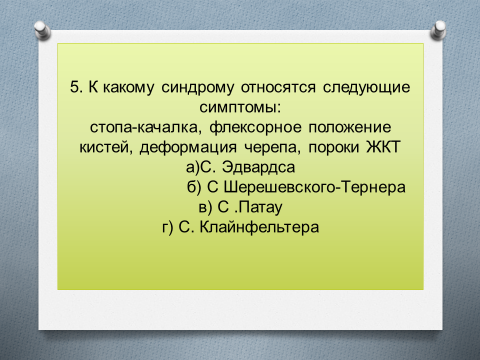 5. К какому синдрому относятся следующие
симптомы:
стопа-качалка, флексорное положение
кистей, деформация черепа, пороки ЖКТ
а)С. Эдвардса
б) С Шерешевского-Тернера
в) С .Патау
г) С. Клайнфельтера